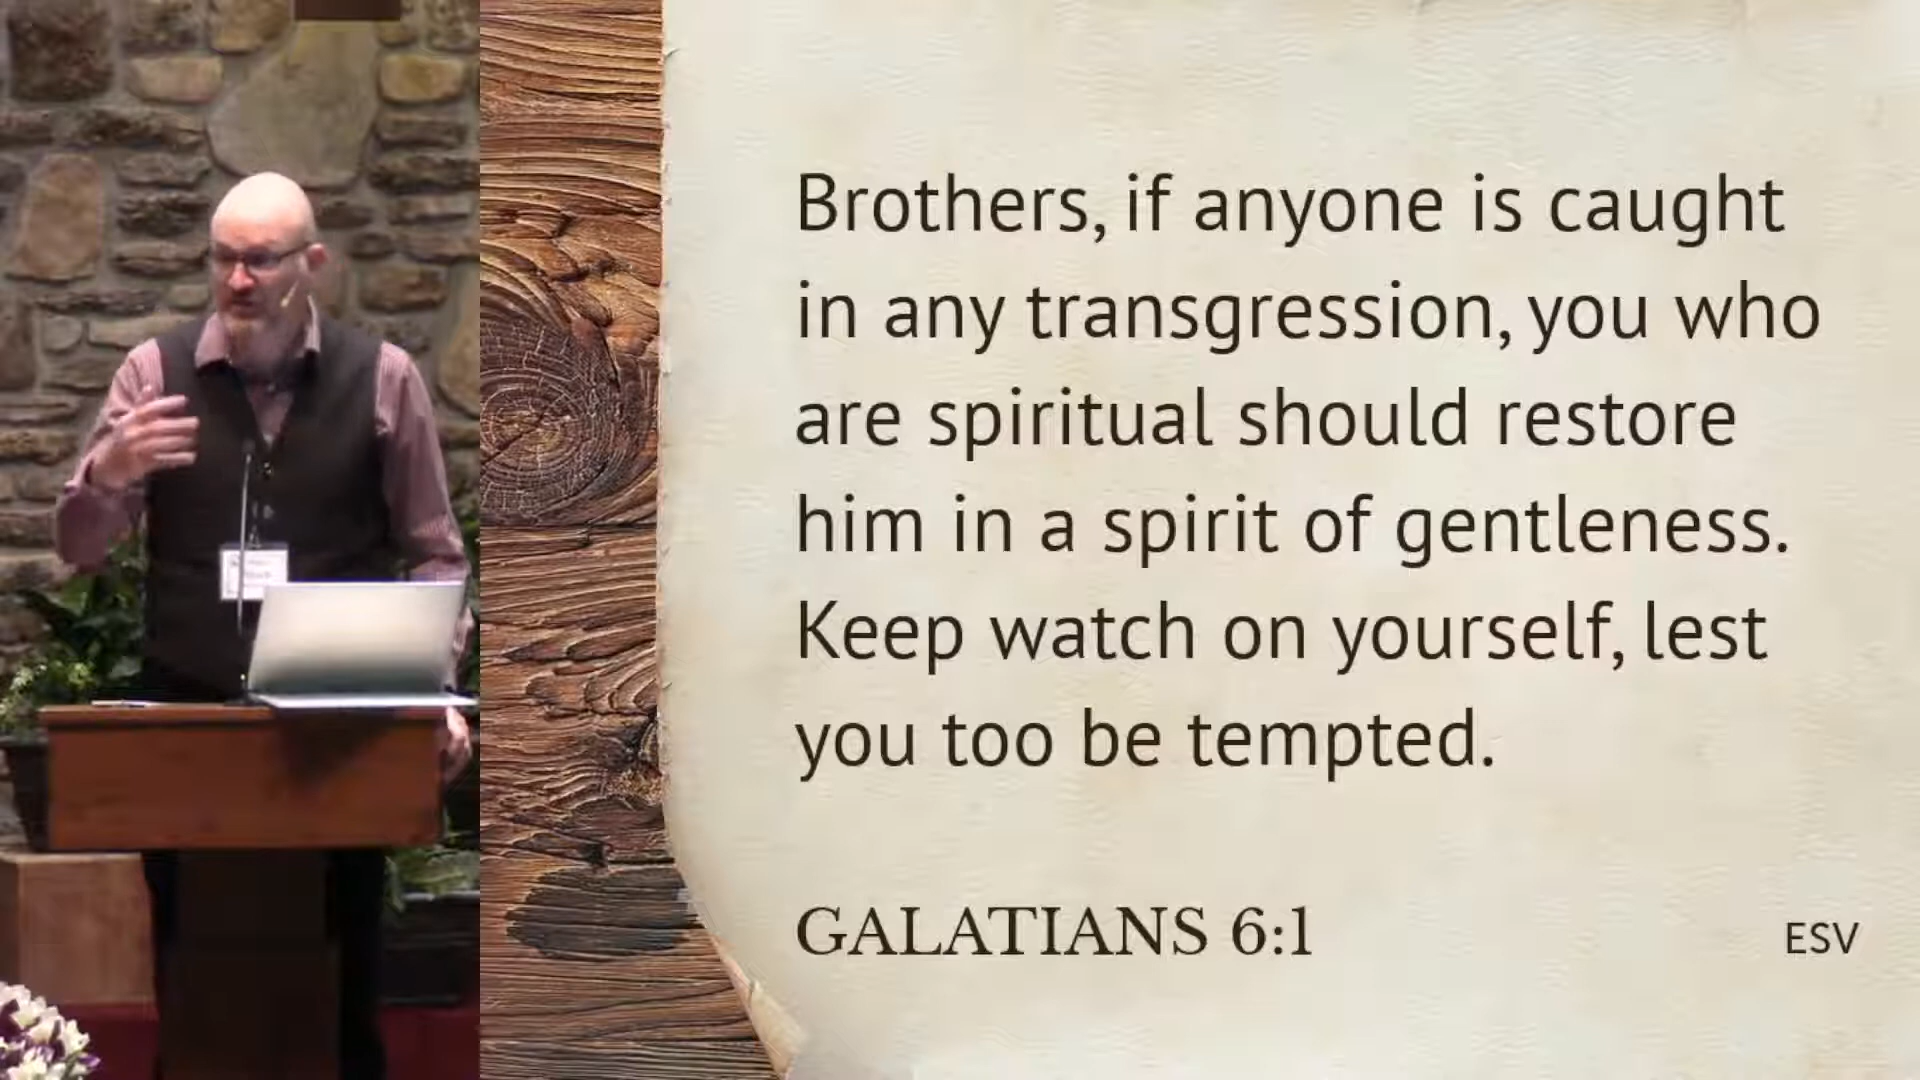 Brothers, if anyone is caught
in any transgression, you who
are spiritual should restore
him in a spirit of gentleness.
Keep watch on yourself, lest
you too be tempted.
GALATIANS 6:1
ESV